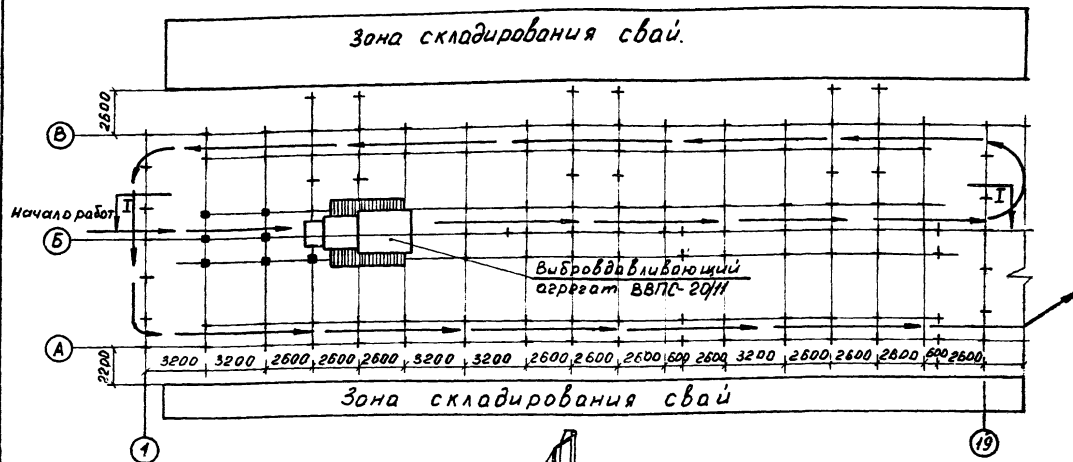 Зона складирования свай.
2600
В
Начало работ
I
I
Б
Вибровдавливающий
агрегат ВВПС-20/11
А
3200 3200 2600 2600 2600 3200 3200 2600 2600 2600 600 2600 3200 2600 2600 2600 600 2600
2200
Зона складирования свай
1
19